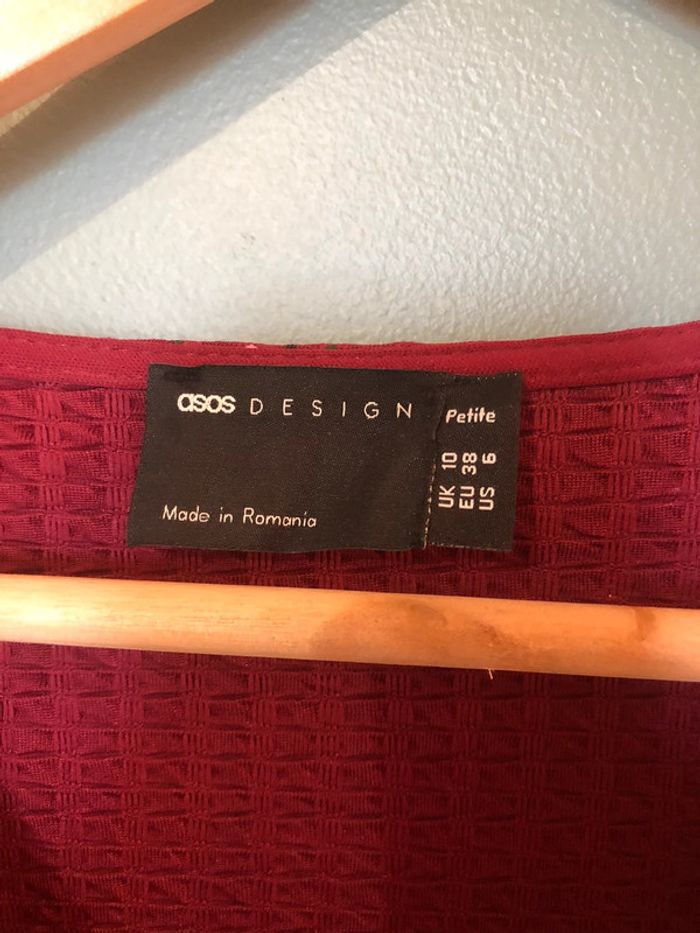 asos DESIGN
Petite
UK 10
EU 38
US 6
Made in Romania